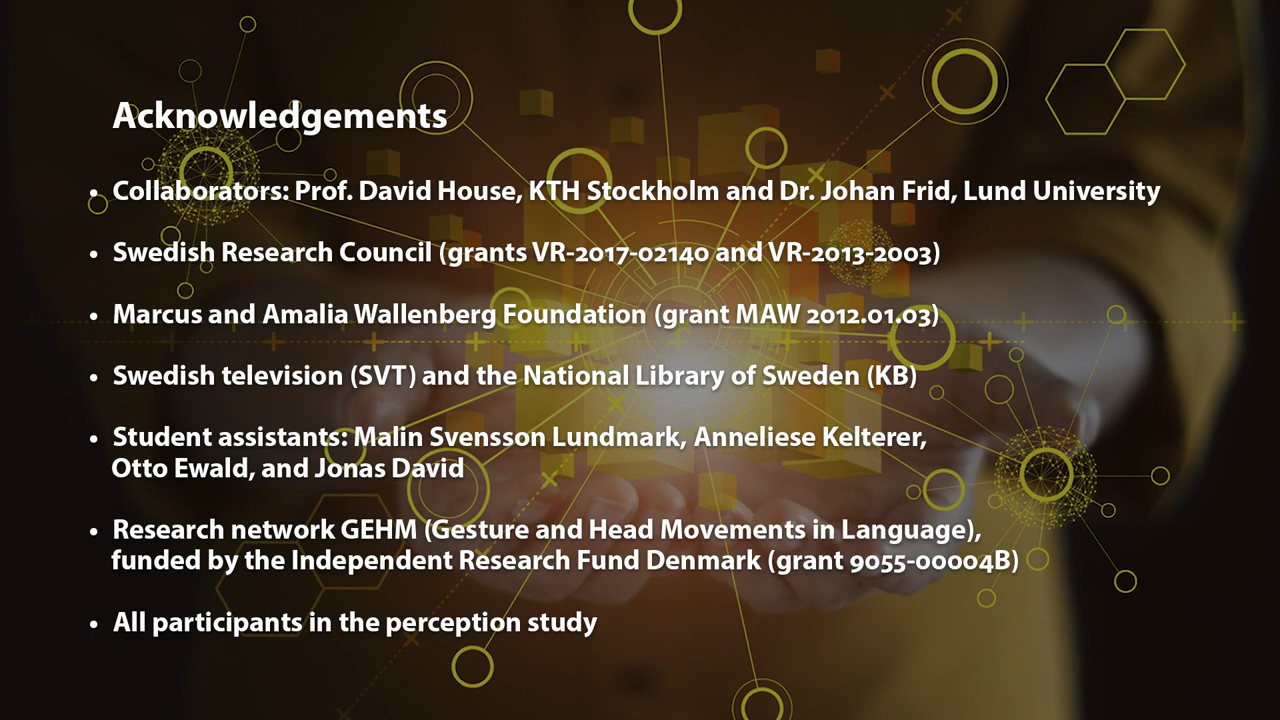 Acknowledgements
• Collaborators: Prof. David House, KTH Stockholm and Dr. Johan Frid, Lund University
• Swedish Research Council (grants VR-2017-02140 and VR-2013-2003)
• Marcus and Amalia Wallenberg Foundation (grant MAW 2012.01.03)
• Swedish television (SVT) and the National Library of Sweden (KB)
• Student assistants: Malin Svensson Lundmark, Anneliese Kelterer,
Otto Ewald, and Jonas David
• Research network GEHM (Gesture and Head Movements in Language),
funded by the Independent Research Fund Denmark (grant 9055-00004B)
• All participants in the perception study